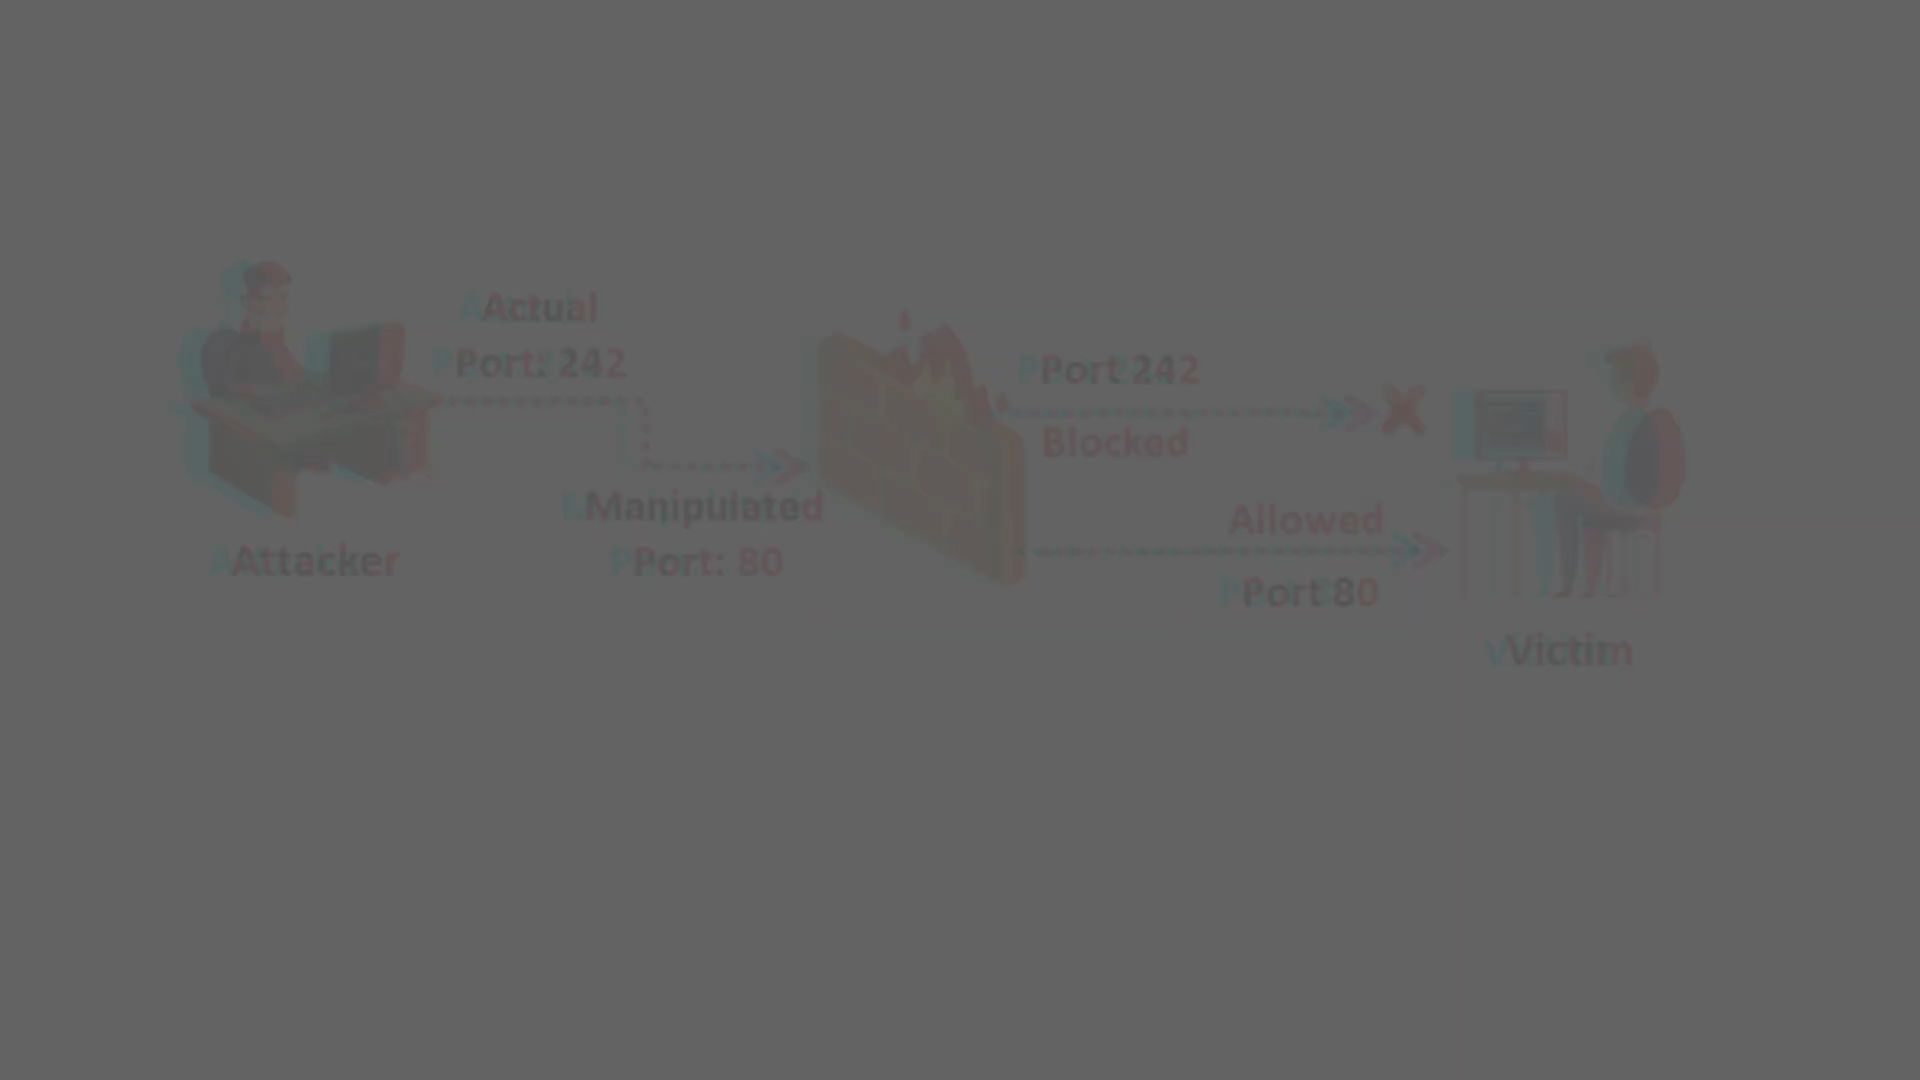 Actual
Port: 242
Manipulated
Port: 80
Attacker
Port 242
Blocked
Allowed
Port 80
Victim